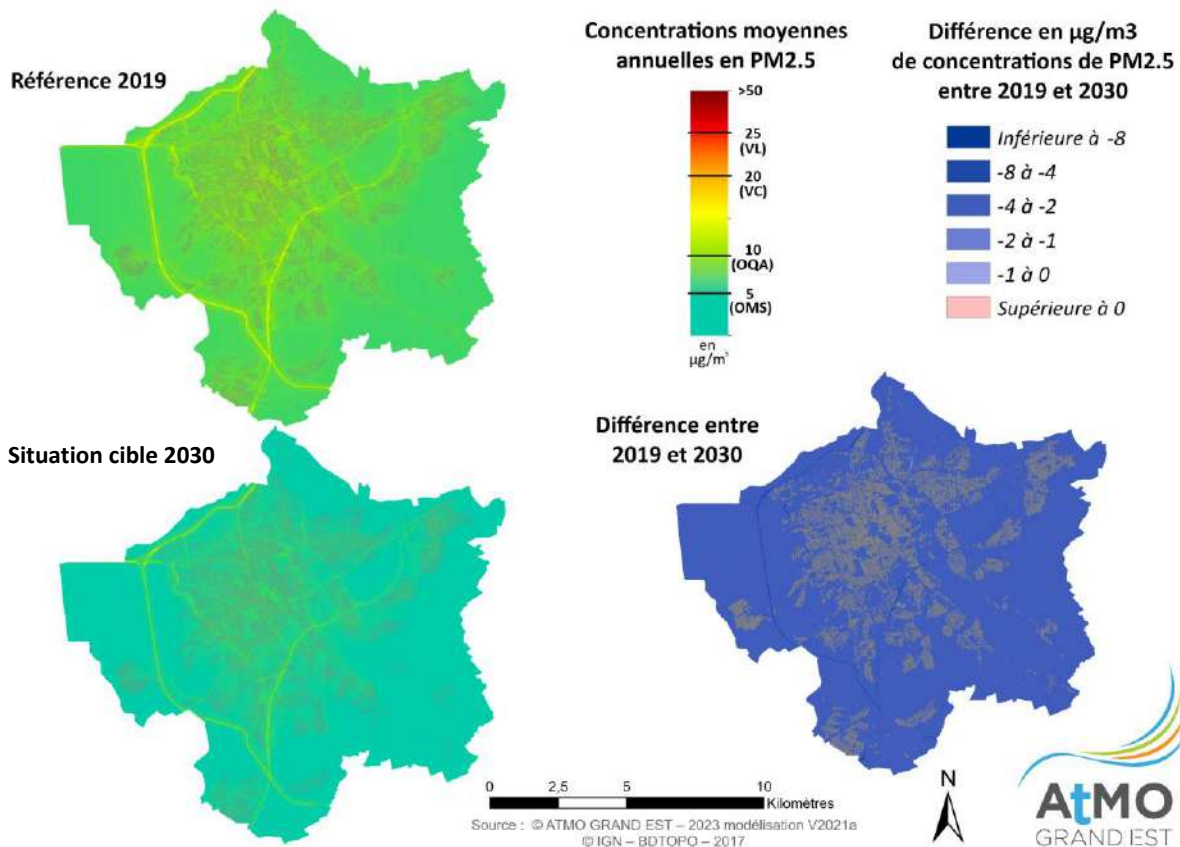 Référence 2019
Concentrations moyennes
annuelles en PM2.5
>50
25
(VL)
20
(VC)
10
(OQA)
5
(OMS)
en
µg/m³
Différence en µg/m3
de concentrations de PM2.5
entre 2019 et 2030
Inférieure à -8
-8 à -4
-4 à -2
-2 à -1
-1 à 0
Supérieure à 0
Situation cible 2030
Différence entre
2019 et 2030
0 2,5 5 10
Kilomètres
Source : © ATMO GRAND EST – 2023 modélisation V2021a
© IGN – BDTOPO – 2017
N
AtMO
GRAND EST